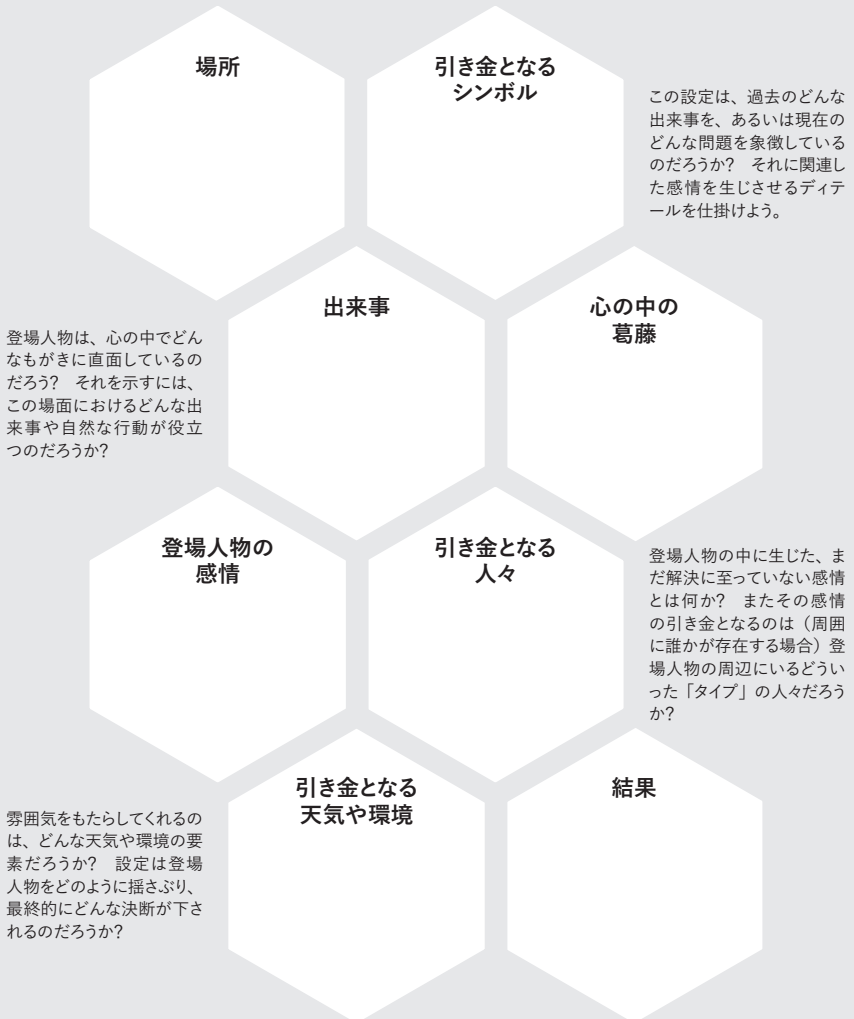 場所
引き金となる
シンボル
この設定は、過去のどんな
出来事を、あるいは現在の
どんな問題を象徴している
のだろうか？　それに関連し
た感情を生じさせるディテ
ールを仕掛けよう。
出来事
心の中の
葛藤
登場人物は、心の中でどん
なもがきに直面しているの
だろう？　それを示すには、
この場面におけるどんな出
来事や自然な行動が役立
つのだろうか？
登場人物の
感情
引き金となる
人々
登場人物の中に生じた、ま
だ解決に至っていない感情
とは何か？　またその感情
の引き金となるのは（周囲
に誰かが存在する場合）登
場人物の周辺にいるどうい
った「タイプ」の人々だろう
か？
引き金となる
天気や環境
結果
雰囲気をもたらしてくれるの
は、どんな天気や環境の要
素だろうか？　設定は登場
人物をどのように揺さぶり、
最終的にどんな決断が下さ
れるのだろうか？